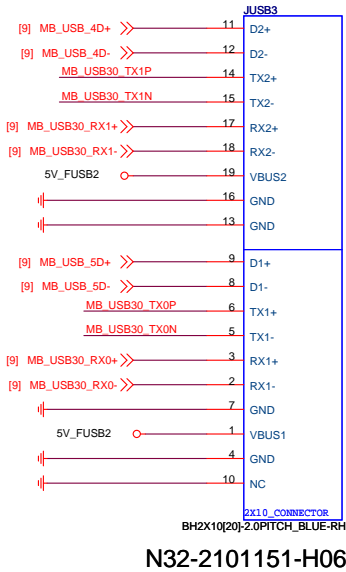 JUSB3
[9] MB_USB_4D+ 11 D2+
[9] MB_USB_4D- 12 D2-
MB_USB30_TX1P 14 TX2+
MB_USB30_TX1N 15 TX2-
[9] MB_USB30_RX1+ 17 RX2+
[9] MB_USB30_RX1- 18 RX2-
5V_FUSB2 19 VBUS2
16 GND
13 GND
[9] MB_USB_5D+ 9 D1+
[9] MB_USB_5D- 8 D1-
MB_USB30_TX0P 6 TX1+
MB_USB30_TX0N 5 TX1-
[9] MB_USB30_RX0+ 3 RX1+
[9] MB_USB30_RX0- 2 RX1-
7 GND
5V_FUSB2 1 VBUS1
4 GND
10 NC
2X10_CONNECTOR
BH2X10[20]-2.0PITCH_BLUE-RH
N32-2101151-H06